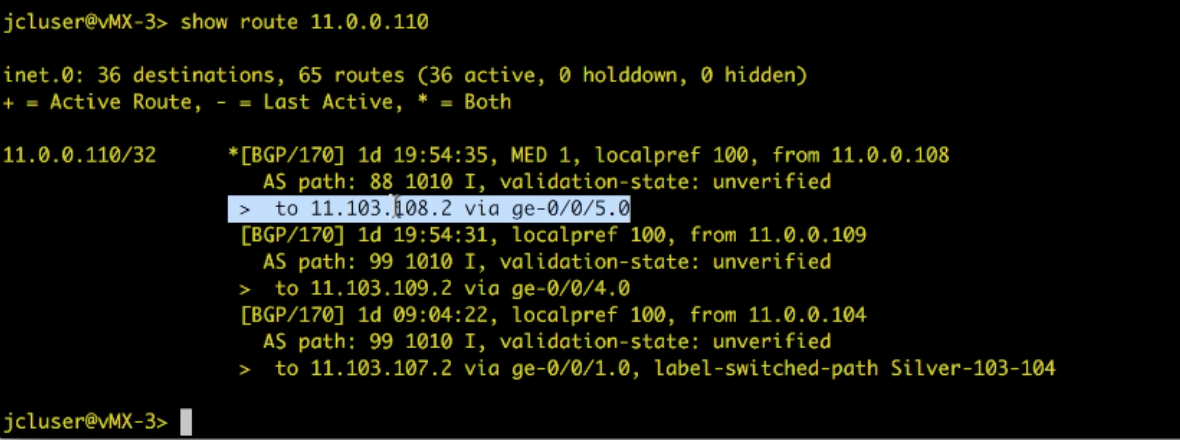 jcluser@vMX-3> show route 11.0.0.110
inet.0: 36 destinations, 65 routes (36 active, 0 holddown, 0 hidden)
+ = Active Route, - = Last Active, * = Both
11.0.0.110/32 *[BGP/170] 1d 19:54:35, MED 1, localpref 100, from 11.0.0.108
AS path: 88 1010 I, validation-state: unverified
> to 11.103.108.2 via ge-0/0/5.0
[BGP/170] 1d 19:54:31, localpref 100, from 11.0.0.109
AS path: 99 1010 I, validation-state: unverified
> to 11.103.109.2 via ge-0/0/4.0
[BGP/170] 1d 09:04:22, localpref 100, from 11.0.0.104
AS path: 99 1010 I, validation-state: unverified
> to 11.103.107.2 via ge-0/0/1.0, label-switched-path Silver-103-104
jcluser@vMX-3>